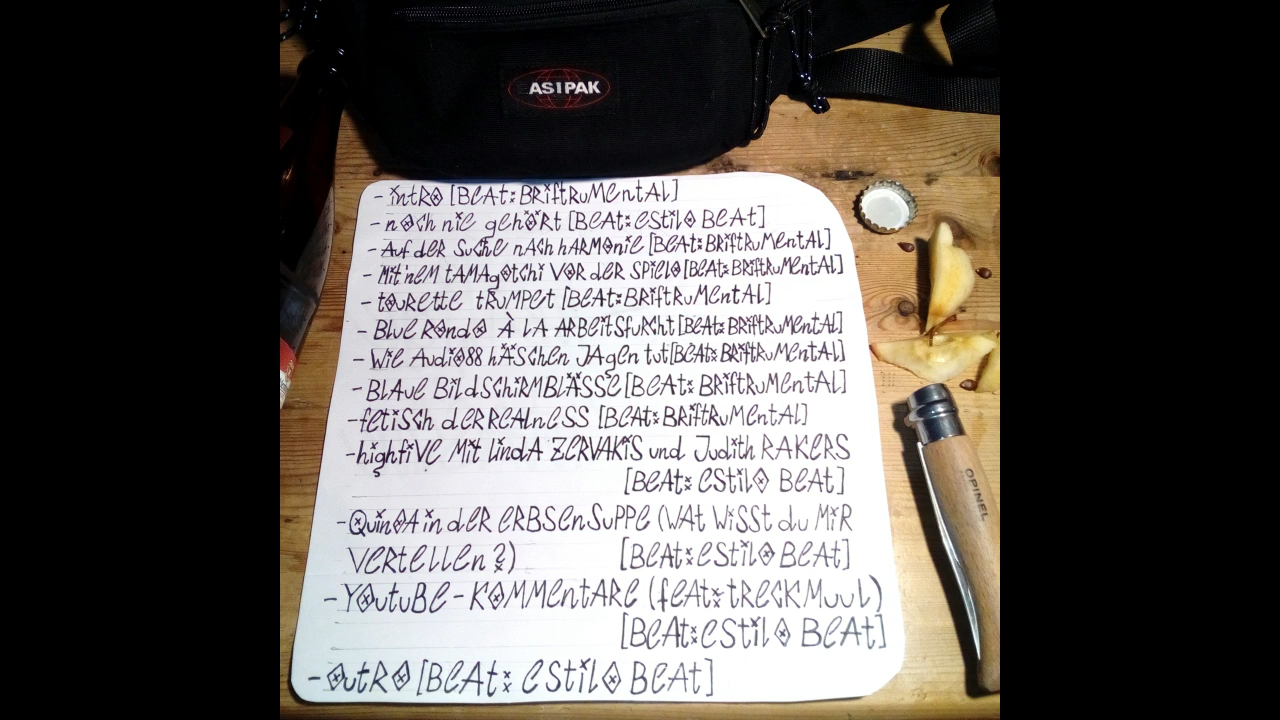 ASIPAK
- intRO [BeAt: BRiftRuMentAl]
- noch nie gehört [BeAt: eStilO BeAt]
- Auf deR Suche nAch hARMOnie [BeAt: BRiftRuMentAl]
- Mit'neM tAMAgOtchi VOR deR SpielO [BeAt: BRiftRuMentAl]
- tOuRette tRuMpet [BeAt: BRiftRuMentAl]
- Blue ROndO À lA ARBeitSfuRcht [BeAt: BRiftRuMentAl]
- Wie AudiO88 hÄSchen JAgen tut [BeAt: BRiftRuMentAl]
- BlAue BildSchiRMBlÄSSe [BeAt: BRiftRuMentAl]
- fetiSch deR ReAlneSS [BeAt: BRiftRuMentAl]
- highfiVe Mit lindA ZeRVAKiS und Judith RAKeRS
[BeAt: eStilO BeAt]
- QuinOA in deR eRBSenSuppe (WAt WiSSt du MiR
VeRtellen?) [BeAt: eStilO BeAt]
- YOutuBe-KOMMentARe (feAt: tReckMuul)
[BeAt: eStilO BeAt]
- OutRO [BeAt: eStilO BeAt]
OPINEL